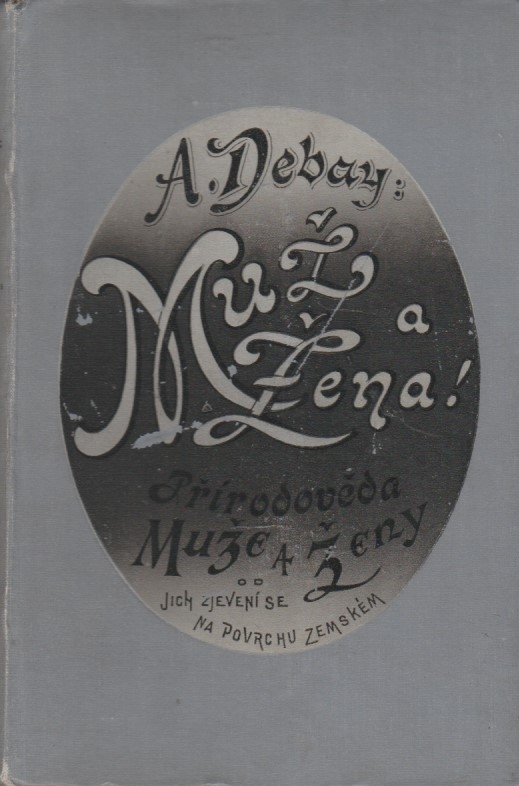 A. Debay:
Muž
a
Žena!
Přírodověda
Muže A Ženy
OD
JICH ZJEVENÍ SE
NA POVRCHU ZEMSKÉM